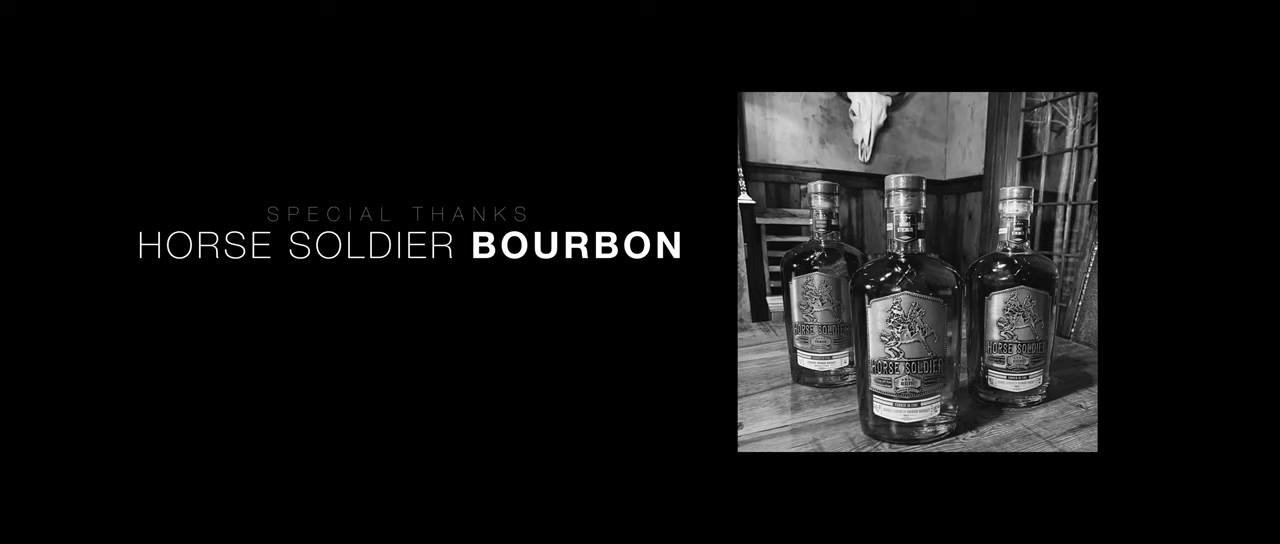 SPECIAL THANKS
HORSE SOLDIER BOURBON
HORSE SOLDIER
HORSE SOLDIER
HORSE SOLDIER